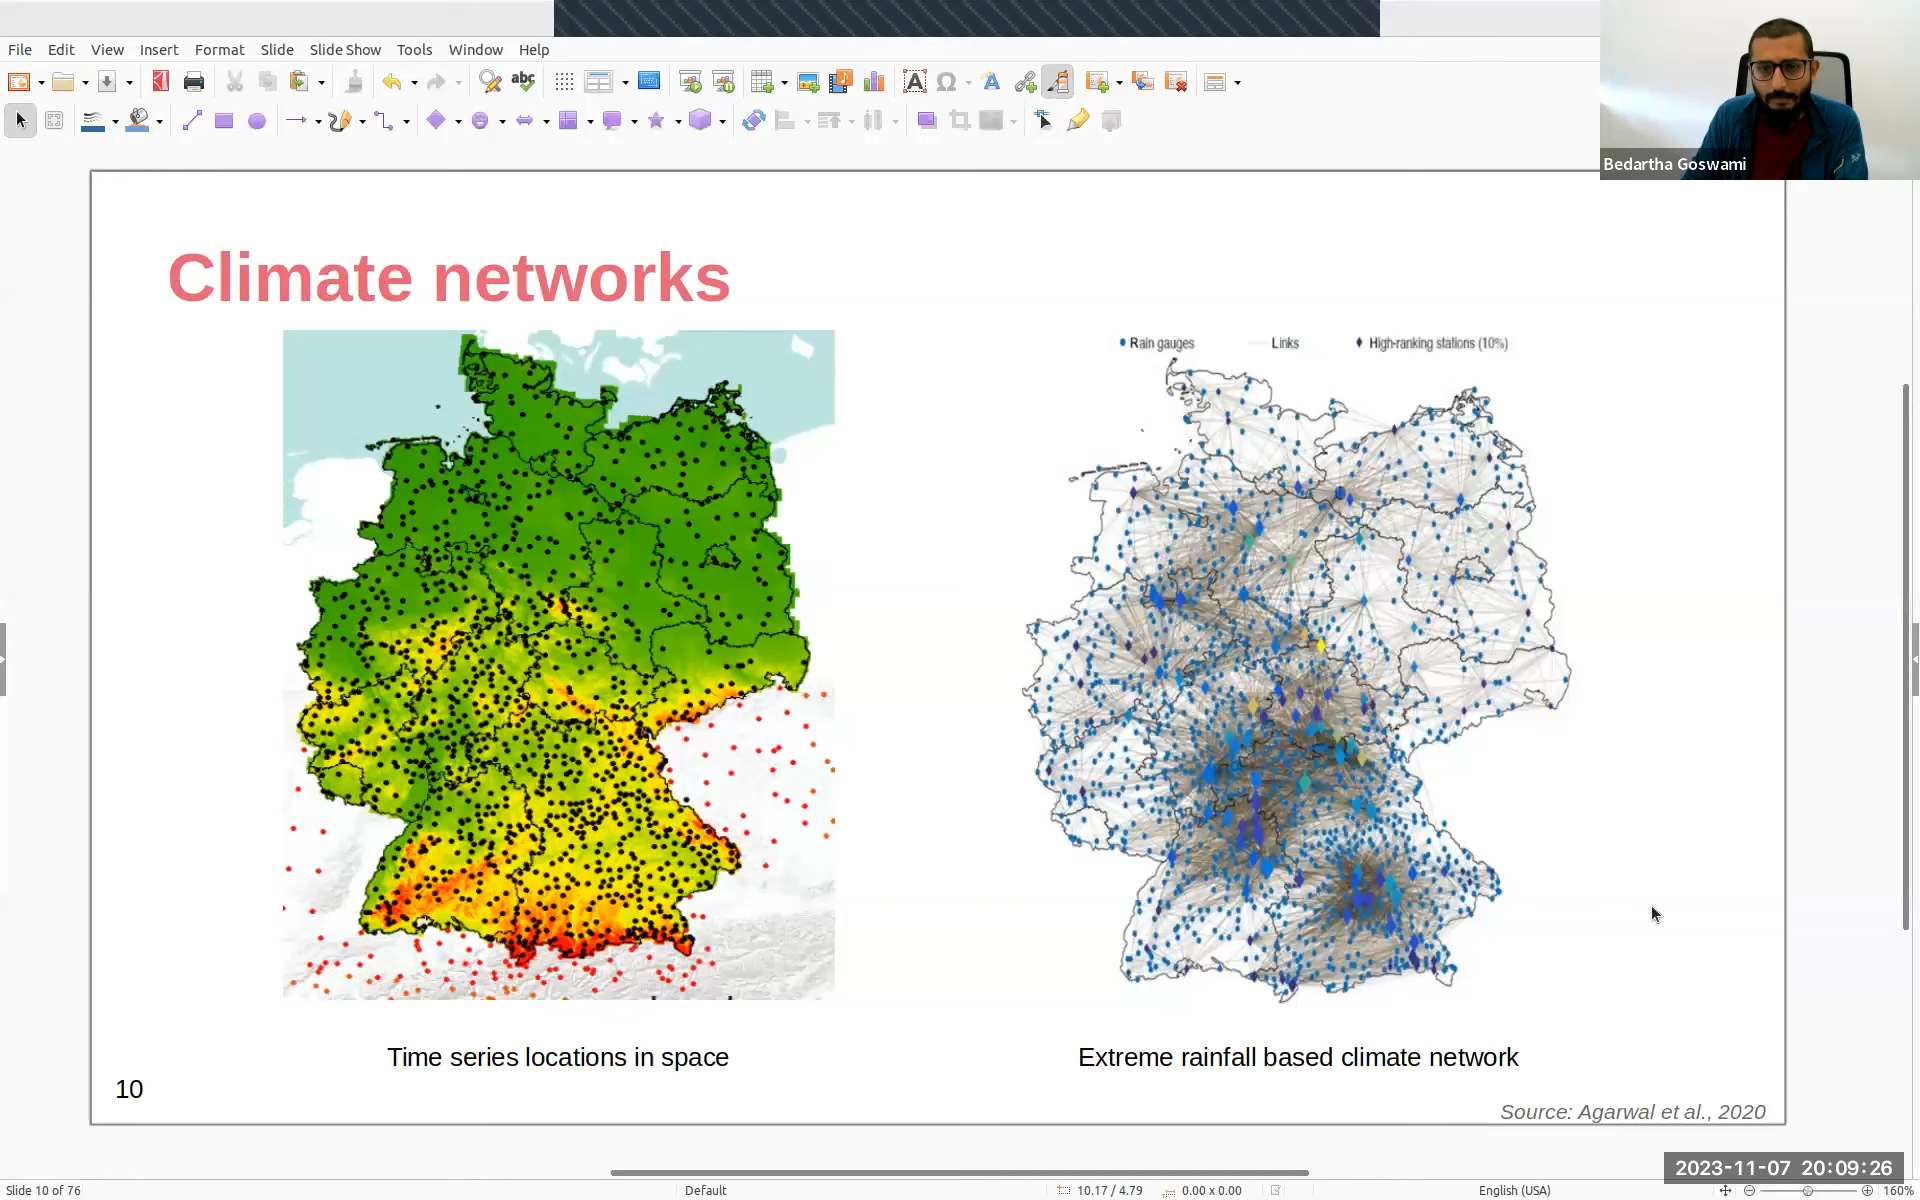 File Edit View Insert Format Slide Slide Show Tools Window Help
abc
Bedartha Goswami
Climate networks
Rain gauges Links High-ranking stations (10%)
Time series locations in space
Extreme rainfall based climate network
10
Source: Agarwal et al., 2020
2023-11-07 20:09:26
Slide 10 of 76 Default 10.17 / 4.79 0.00 x 0.00 English (USA) 160%